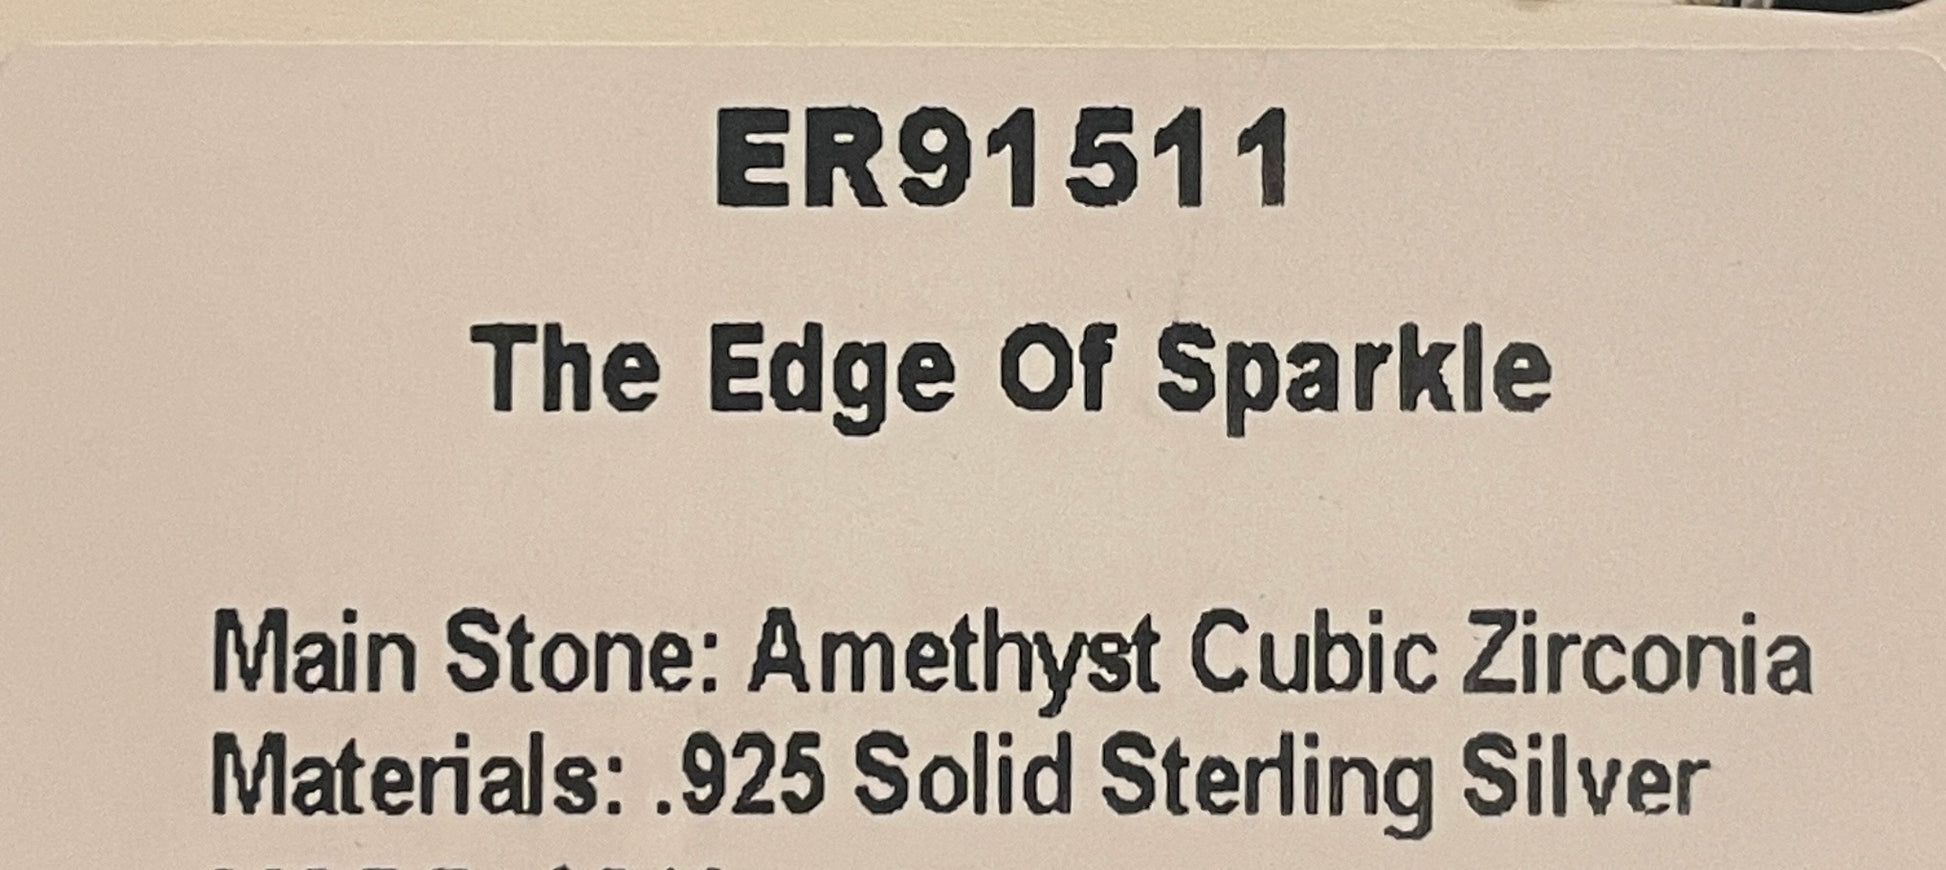 ER91511
The Edge Of Sparkle
Main Stone: Amethyst Cubic Zirconia
Materials: .925 Solid Sterling Silver